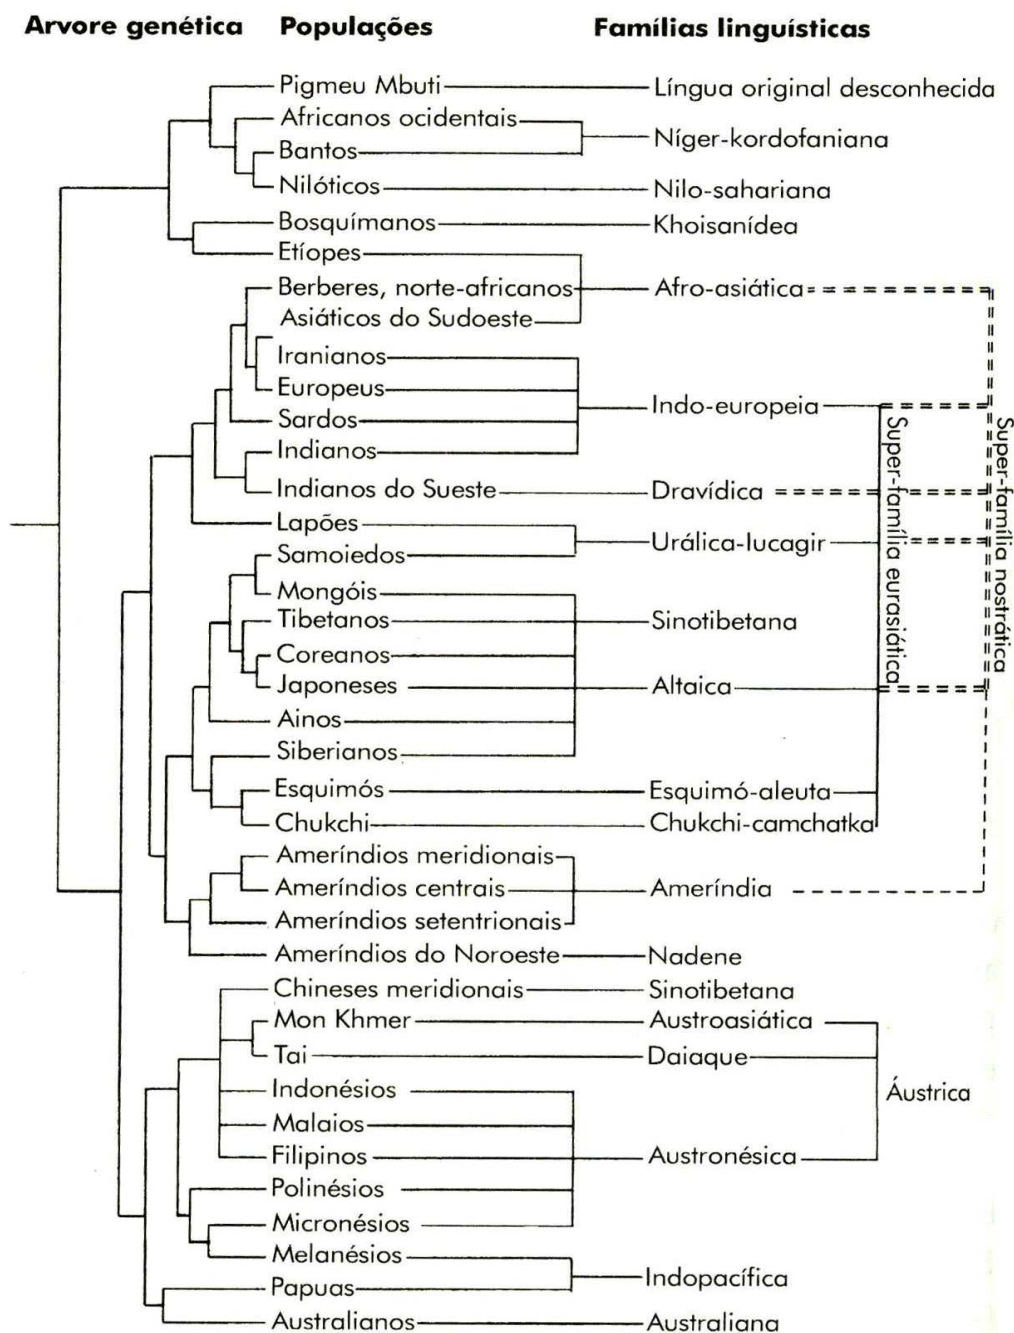 Arvore genética Populações Famílias linguísticas
Pigmeu Mbuti Língua original desconhecida
Africanos ocidentais
Níger-kordofaniana
Bantos
Nilóticos Nilo-sahariana
Bosquímanos Khoisanídea
Etíopes
Berberes, norte-africanos Afro-asiática
Asiáticos do Sudoeste
Iranianos
Europeus
Indo-europeia
Sardos
Indianos
Indianos do Sueste Dravídica
Lapões
Urálica-Iucagir
Samoiedos
Mongóis
Tibetanos Sinotibetana
Coreanos
Japoneses Altaica
Ainos
Siberianos
Esquimós Esquimó-aleuta
Chukchi Chukchi-camchatka
Super-família eurasiática
Super-família nostrática
Ameríndios meridionais
Ameríndios centrais Ameríndia
Ameríndios setentrionais
Ameríndios do Noroeste Nadene
Chineses meridionais Sinotibetana
Mon Khmer Austroasiática
Tai Daiaque
Indonésios Áustrica
Malaios
Filipinos Austronésica
Polinésios
Micronésios
Melanésios
Indopacífica
Papuas
Australianos Australiana